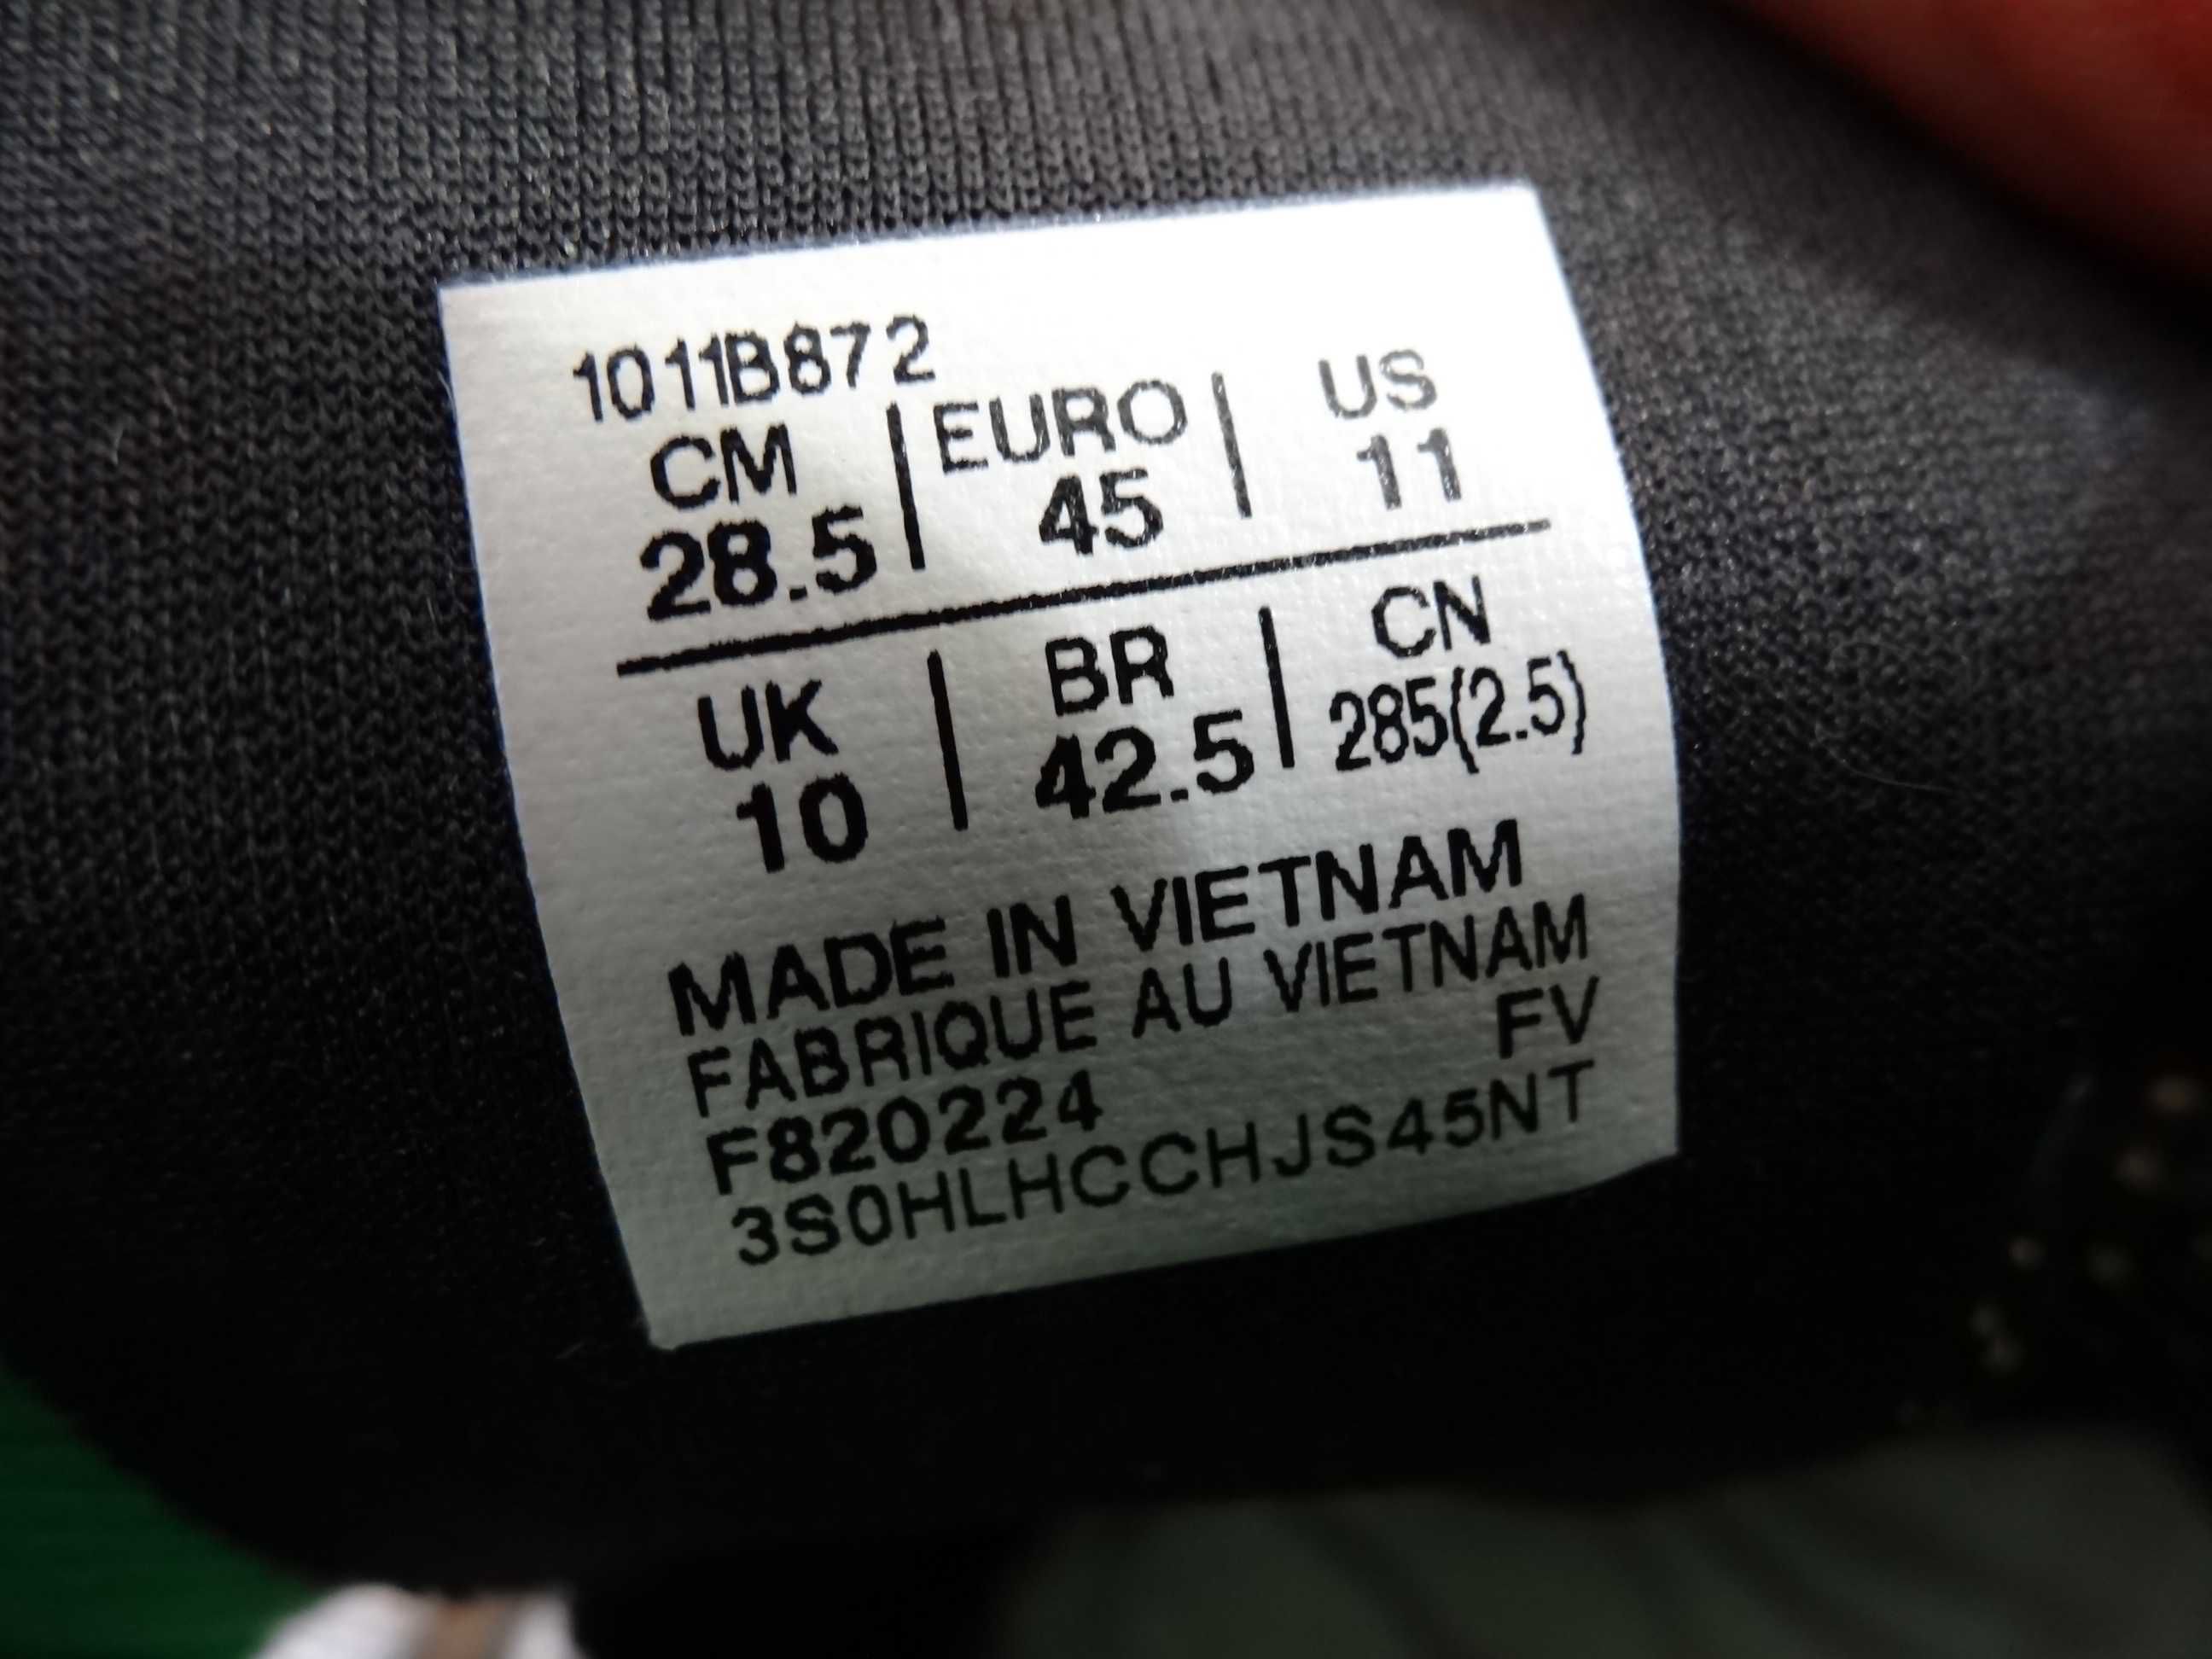 1011B872
CM | EURO | US
28.5 | 45 | 11
UK | BR | CN
10 | 42.5 | 285(2.5)
MADE IN VIETNAM
FABRIQUE AU VIETNAM
F820224 FV
3S0HLHCCHJS45NT